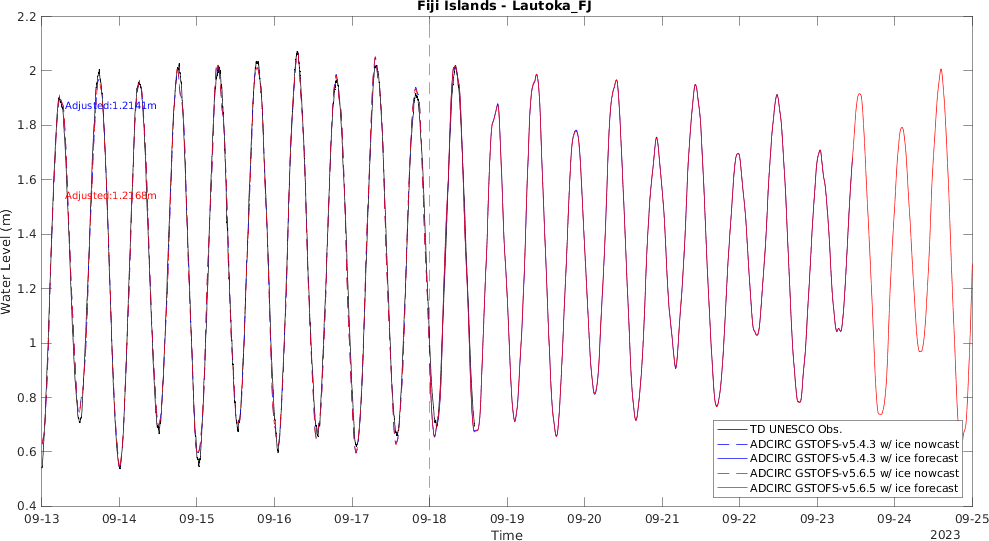 Fiji Islands - Lautoka_FJ
2.2
2
1.8
1.6
1.4
1.2
1
0.8
0.6
0.4
Water Level (m)
Adjusted:1.2141m
Adjusted:1.2168m
TD UNESCO Obs.
ADCIRC GSTOFS-v5.4.3 w/ ice nowcast
ADCIRC GSTOFS-v5.4.3 w/ ice forecast
ADCIRC GSTOFS-v5.6.5 w/ ice nowcast
ADCIRC GSTOFS-v5.6.5 w/ ice forecast
09-13 09-14 09-15 09-16 09-17 09-18 09-19 09-20 09-21 09-22 09-23 09-24 09-25
Time
2023